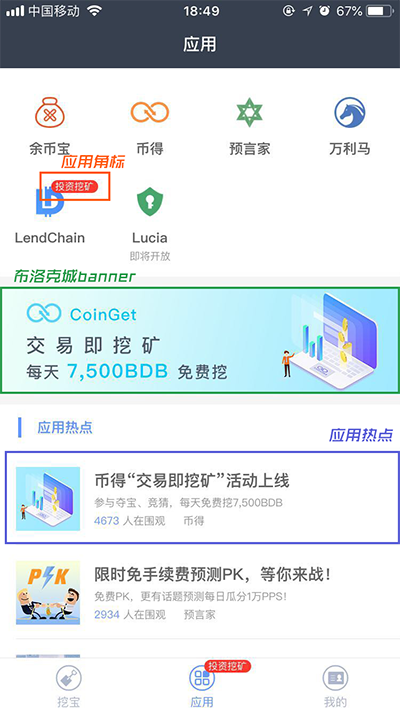 中国移动 18:49 67%
应用
余币宝 币得 预言家 万利马
应用角标
投资挖矿
LendChain Lucia
即将开放
布洛克城banner
CoinGet
交易即挖矿
每天 7,500BDB 免费挖
应用热点
应用热点
币得“交易即挖矿”活动上线
参与夺宝、竞猜，每天免费挖7,500BDB
4673 人在围观 币得
限时免手续费预测PK，等你来战！
免费PK，更有话题预测每日瓜分1万PPS！
2934 人在围观 预言家
PK
投资挖矿
挖宝 应用 我的